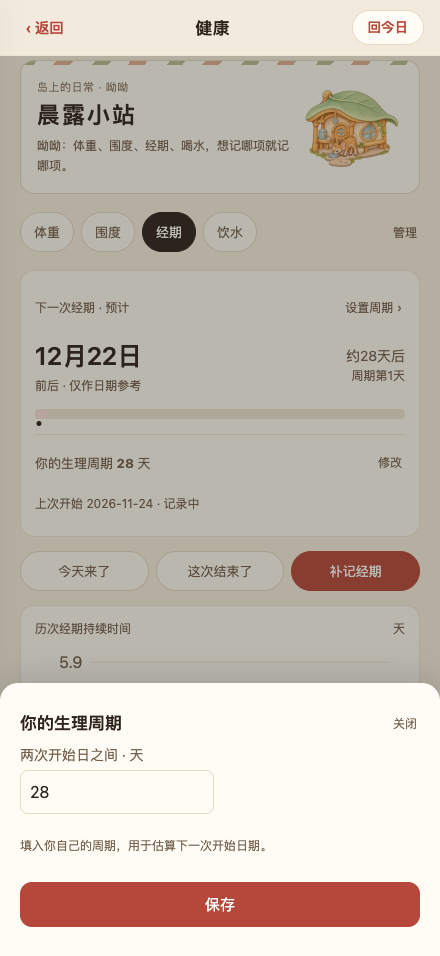 ‹ 返回
健康
回今日
岛上的日常 · 呦呦
晨露小站
呦呦：体重、围度、经期、喝水，想记哪项就记
哪项。
体重
围度
经期
饮水
管理
下一次经期 · 预计
设置周期 ›
12月22日
约28天后
前后 · 仅作日期参考
周期第1天
你的生理周期 28 天
修改
上次开始 2026-11-24 · 记录中
今天来了
这次结束了
补记经期
历次经期持续时间
天
5.9
你的生理周期
关闭
两次开始日之间 · 天
28
填入你自己的周期，用于估算下一次开始日期。
保存